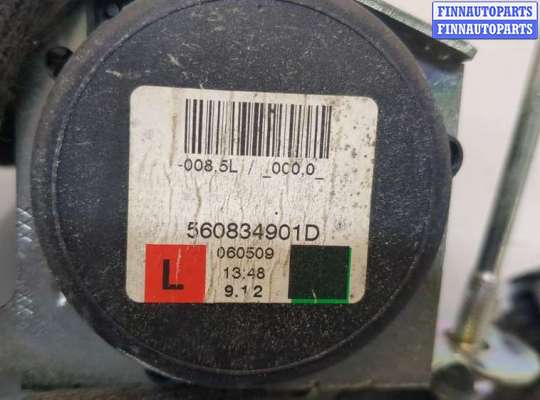 FINNAUTOPARTS
FINNAUTOPARTS
-008.5L / _000.0_
560834901D
060509
L
13:48
9.12